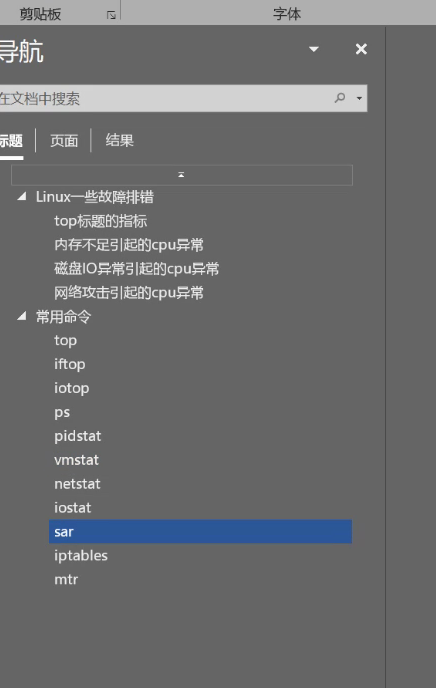 剪贴板 字体
导航
在文档中搜索
标题 页面 结果
Linux一些故障排错
top标题的指标
内存不足引起的cpu异常
磁盘IO异常引起的cpu异常
网络攻击引起的cpu异常
常用命令
top
iftop
iotop
ps
pidstat
vmstat
netstat
iostat
sar
iptables
mtr